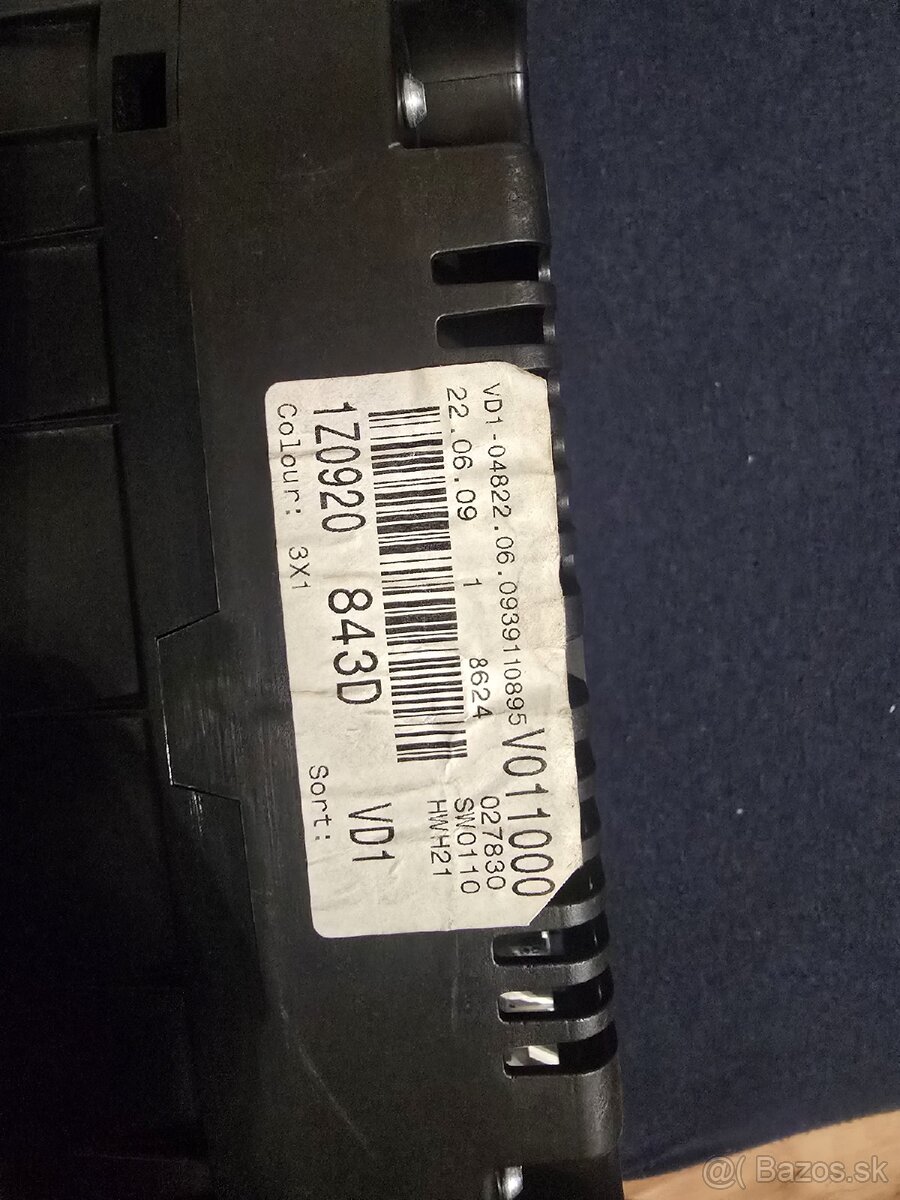 VD1-04822.06.0939110895 V011000
22.06.09 1 8624 027830
SW0110
HWH21
1Z0920 843D VD1
Colour: 3X1 Sort:
@( Bazos.sk